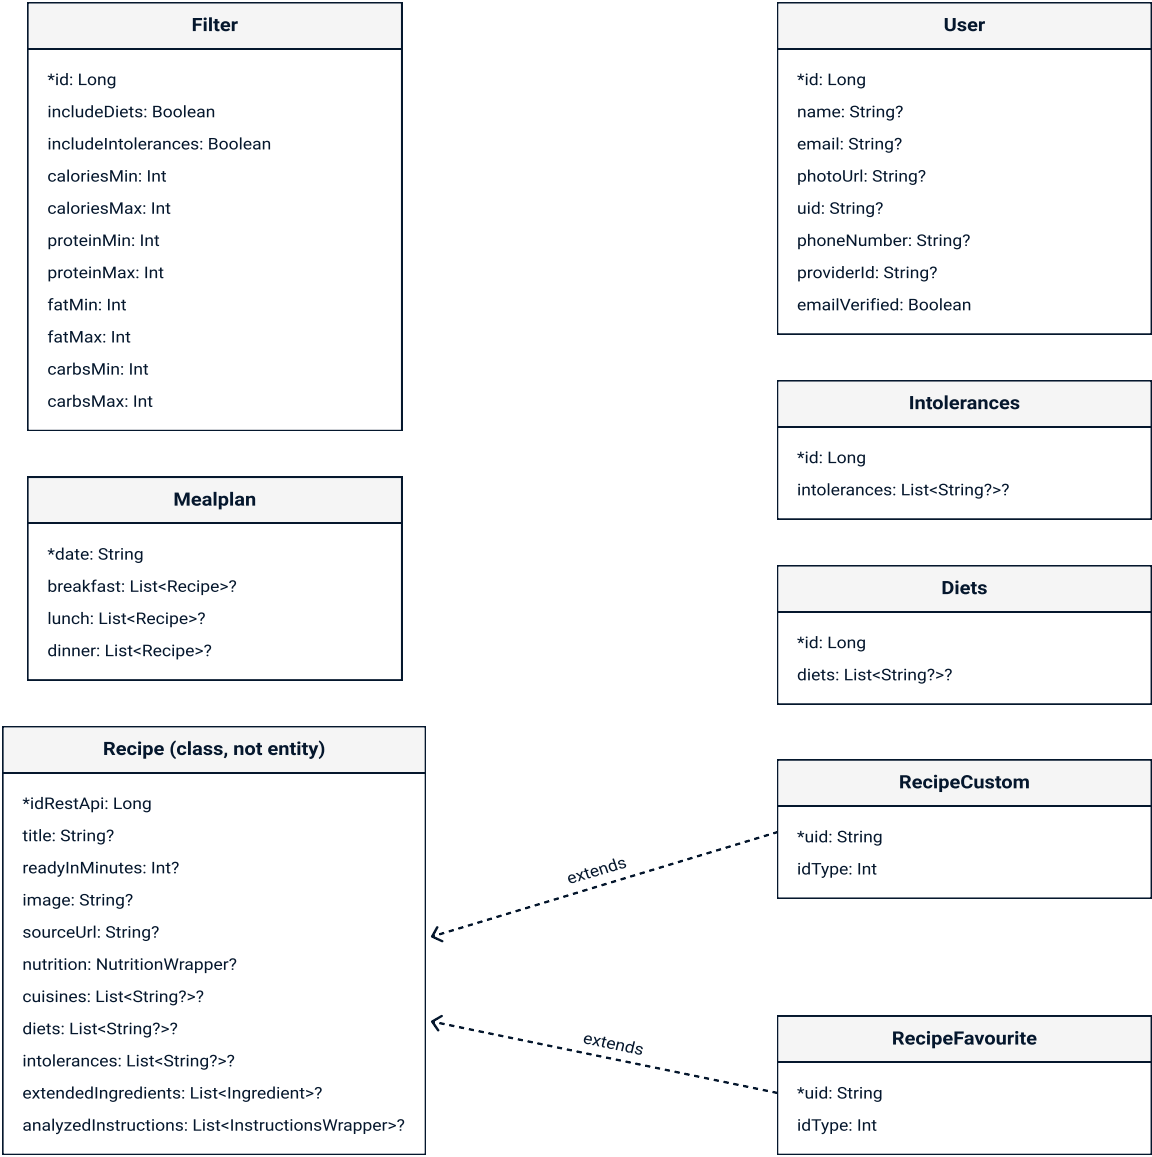 Filter
*id: Long
includeDiets: Boolean
includeIntolerances: Boolean
caloriesMin: Int
caloriesMax: Int
proteinMin: Int
proteinMax: Int
fatMin: Int
fatMax: Int
carbsMin: Int
carbsMax: Int
Mealplan
*date: String
breakfast: List<Recipe>?
lunch: List<Recipe>?
dinner: List<Recipe>?
Recipe (class, not entity)
*idRestApi: Long
title: String?
readyInMinutes: Int?
image: String?
sourceUrl: String?
nutrition: NutritionWrapper?
cuisines: List<String?>?
diets: List<String?>?
intolerances: List<String?>?
extendedIngredients: List<Ingredient>?
analyzedInstructions: List<InstructionsWrapper>?
extends
extends
User
*id: Long
name: String?
email: String?
photoUrl: String?
uid: String?
phoneNumber: String?
providerId: String?
emailVerified: Boolean
Intolerances
*id: Long
intolerances: List<String?>?
Diets
*id: Long
diets: List<String?>?
RecipeCustom
*uid: String
idType: Int
RecipeFavourite
*uid: String
idType: Int